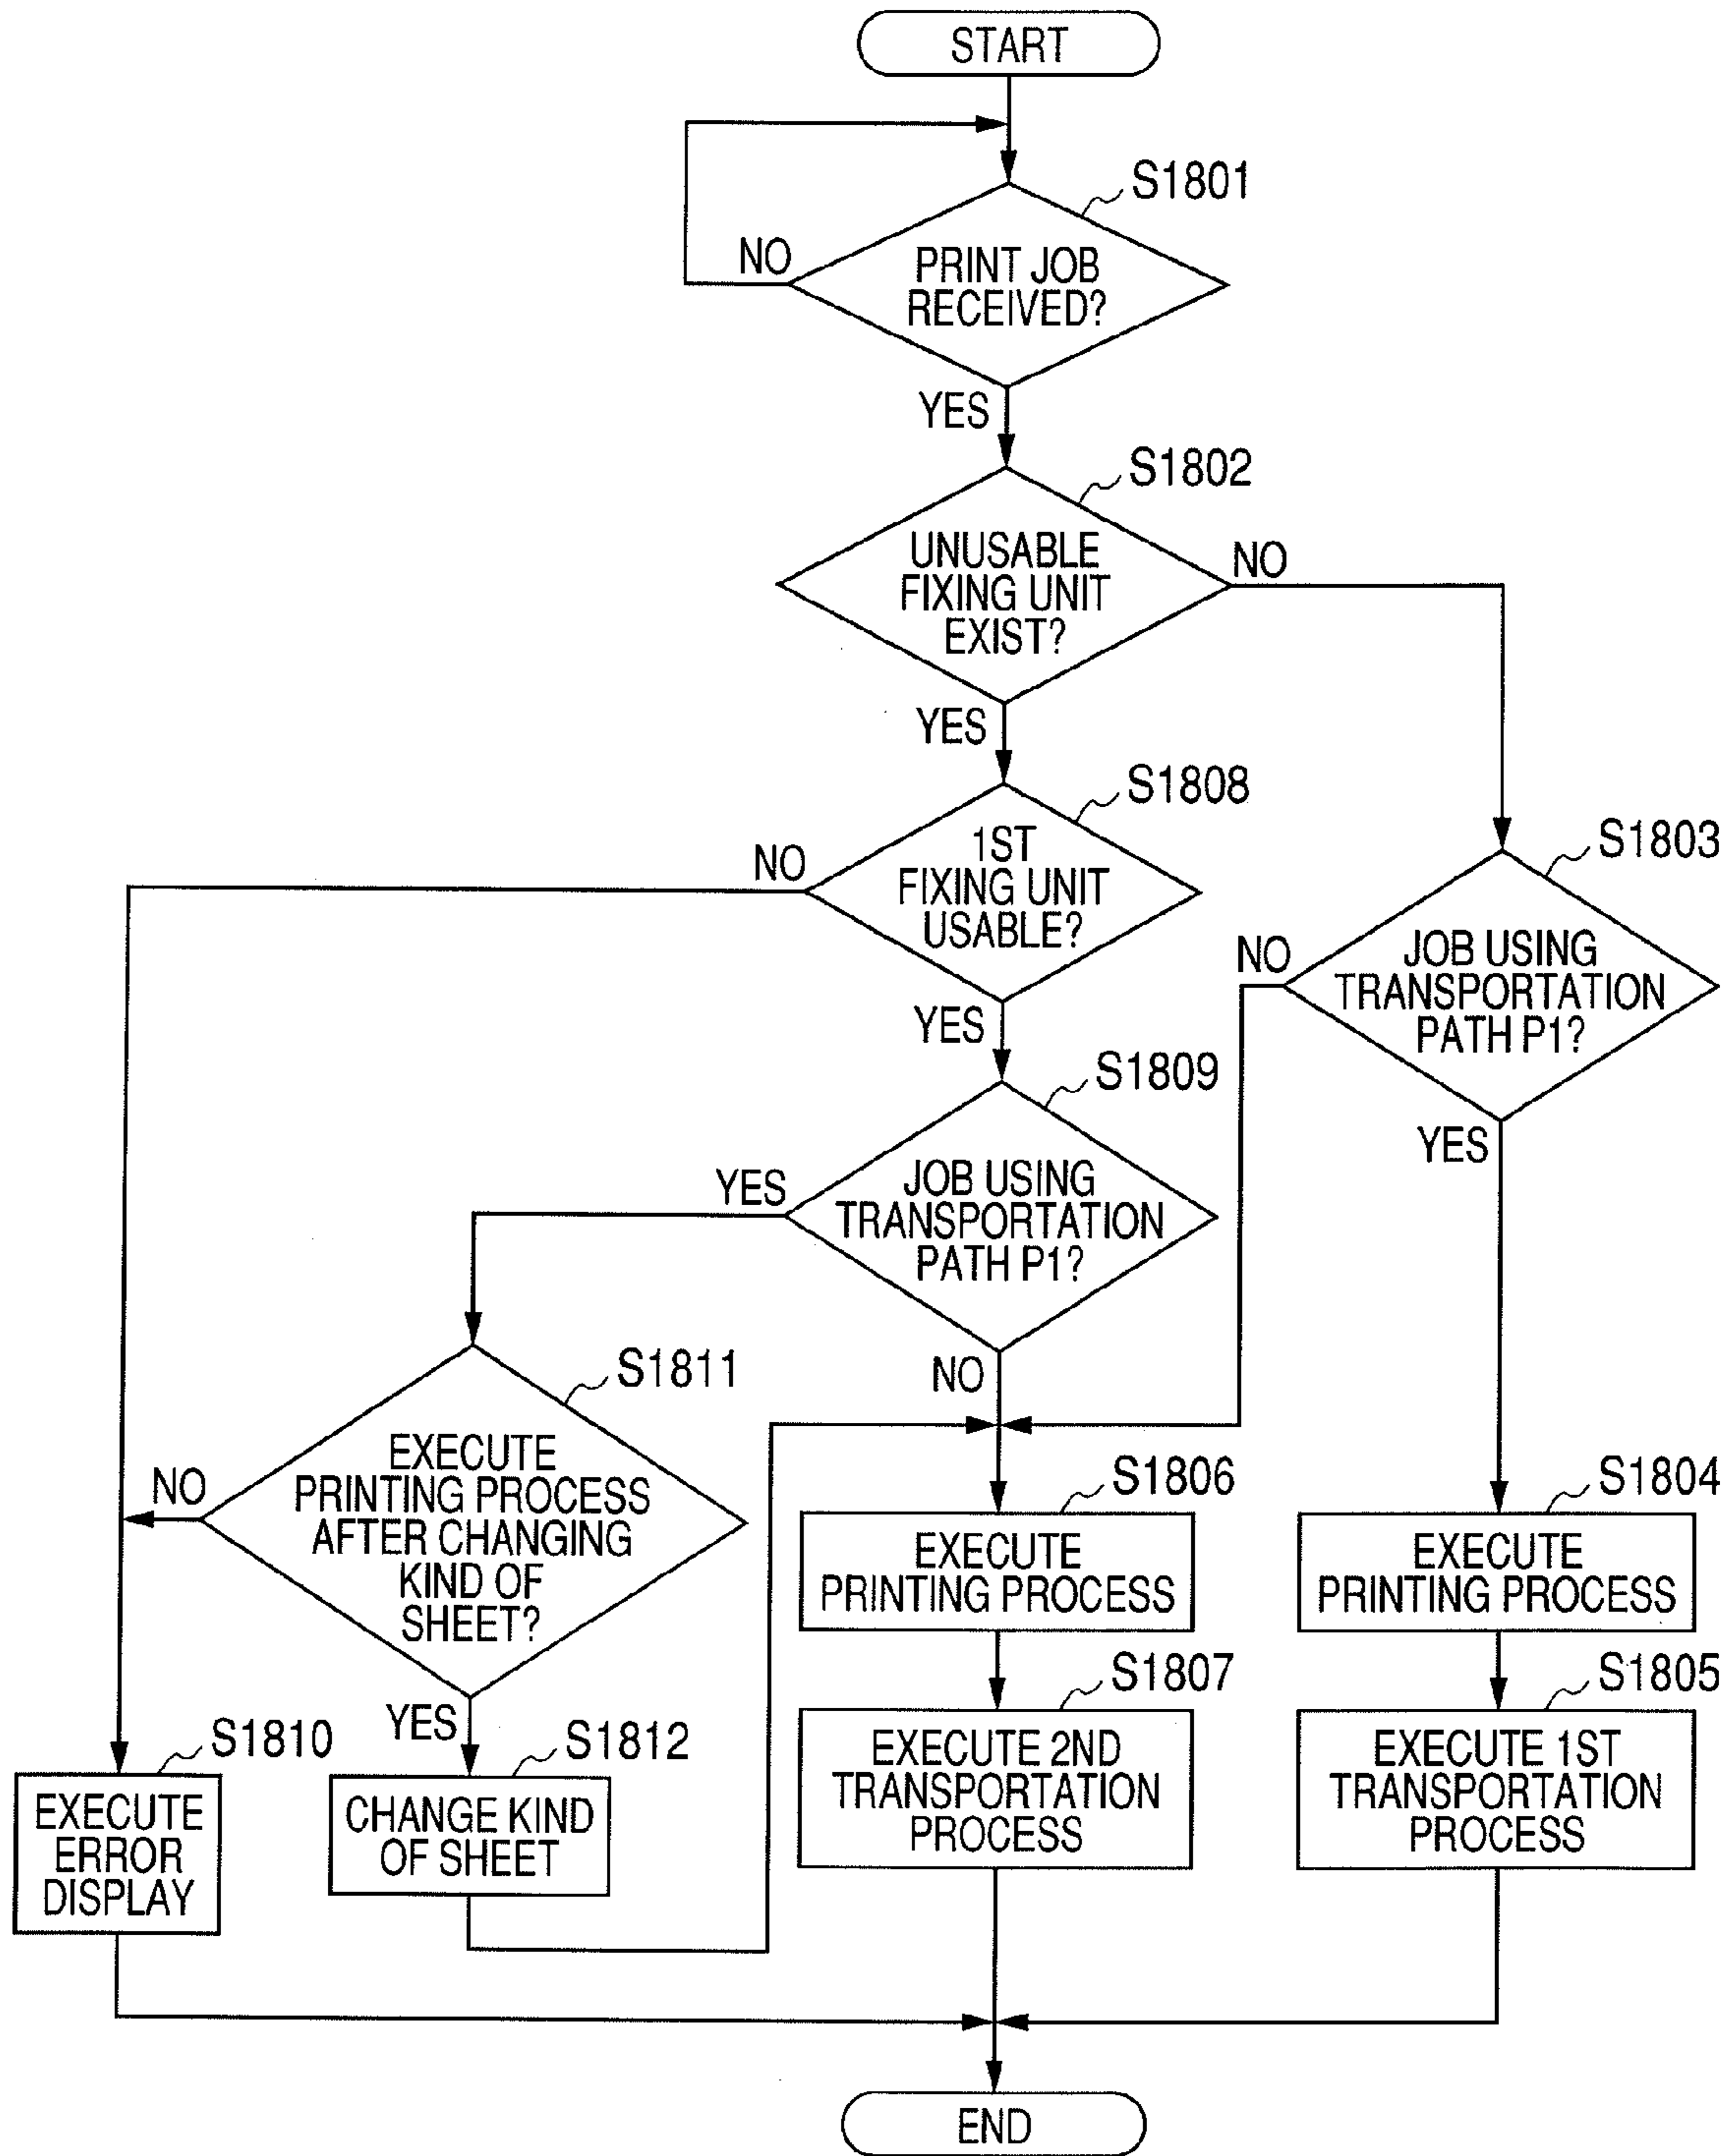 START
S1801
NO
PRINT JOB
RECEIVED?
YES
S1802
UNUSABLE
FIXING UNIT
EXIST?
NO
YES
S1808
NO
1ST
FIXING UNIT
USABLE?
YES
S1803
NO
JOB USING
TRANSPORTATION
PATH P1?
YES
S1809
YES
JOB USING
TRANSPORTATION
PATH P1?
NO
S1811
NO
EXECUTE
PRINTING PROCESS
AFTER CHANGING
KIND OF
SHEET?
YES
S1806
EXECUTE
PRINTING PROCESS
S1804
EXECUTE
PRINTING PROCESS
S1807
EXECUTE 2ND
TRANSPORTATION
PROCESS
S1805
EXECUTE 1ST
TRANSPORTATION
PROCESS
S1810
EXECUTE
ERROR
DISPLAY
S1812
CHANGE KIND
OF SHEET
END